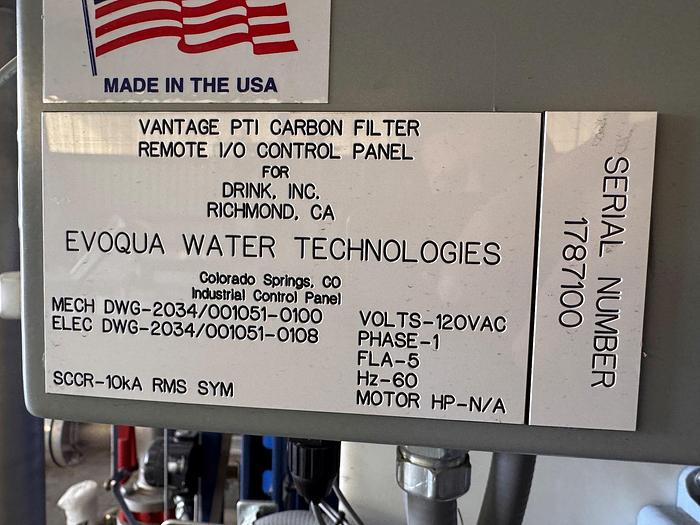 MADE IN THE USA
VANTAGE PTI CARBON FILTER
REMOTE I/O CONTROL PANEL
FOR
DRINK, INC.
RICHMOND, CA
EVOQUA WATER TECHNOLOGIES
Colorado Springs, CO
Industrial Control Panel
MECH DWG-2034/001051-0100
ELEC DWG-2034/001051-0108
SCCR-10kA RMS SYM
VOLTS-120VAC
PHASE-1
FLA-5
Hz-60
MOTOR HP-N/A
SERIAL NUMBER
1787100